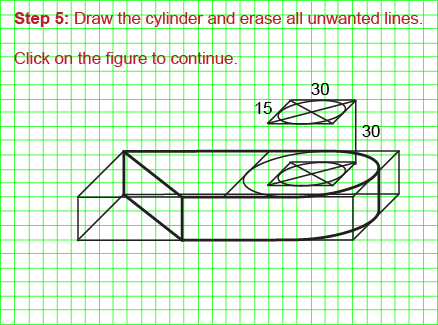 Step 5: Draw the cylinder and erase all unwanted lines.
Click on the figure to continue.
30
15
30